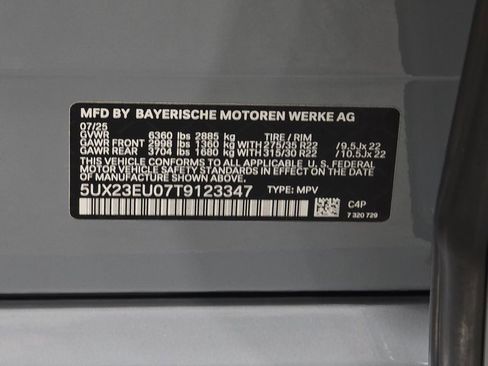 MFD BY BAYERISCHE MOTOREN WERKE AG
07/25
GVWR 6360 lbs 2885 kg TIRE / RIM
GAWR FRONT 2998 lbs 1360 kg WITH 275/35 R22 /9.5Jx 22
GAWR REAR 3704 lbs 1680 kg WITH 315/30 R22 /10.5Jx 22
THIS VEHICLE CONFORMS TO ALL APPLICABLE U. S. FEDERAL
MOTOR VEHICLE SAFETY STANDARDS IN EFFECT ON THE DATE OF
MANUFACTURE SHOWN ABOVE.
5UX23EU07T9123347 TYPE: MPV
C4P
7 320 729